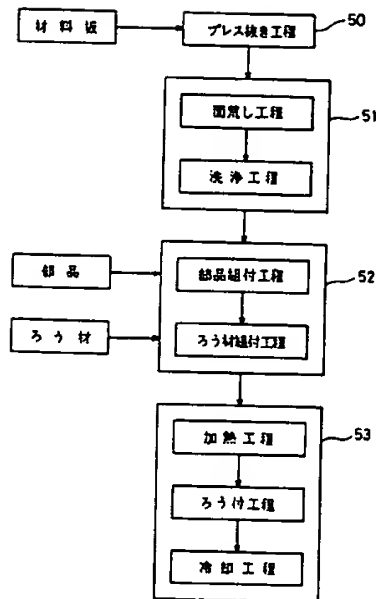 材料板
プレス抜き工程
50
面荒し工程
51
洗浄工程
部品
部品組付工程
52
ろう材
ろう材組付工程
加熱工程
53
ろう付工程
冷却工程